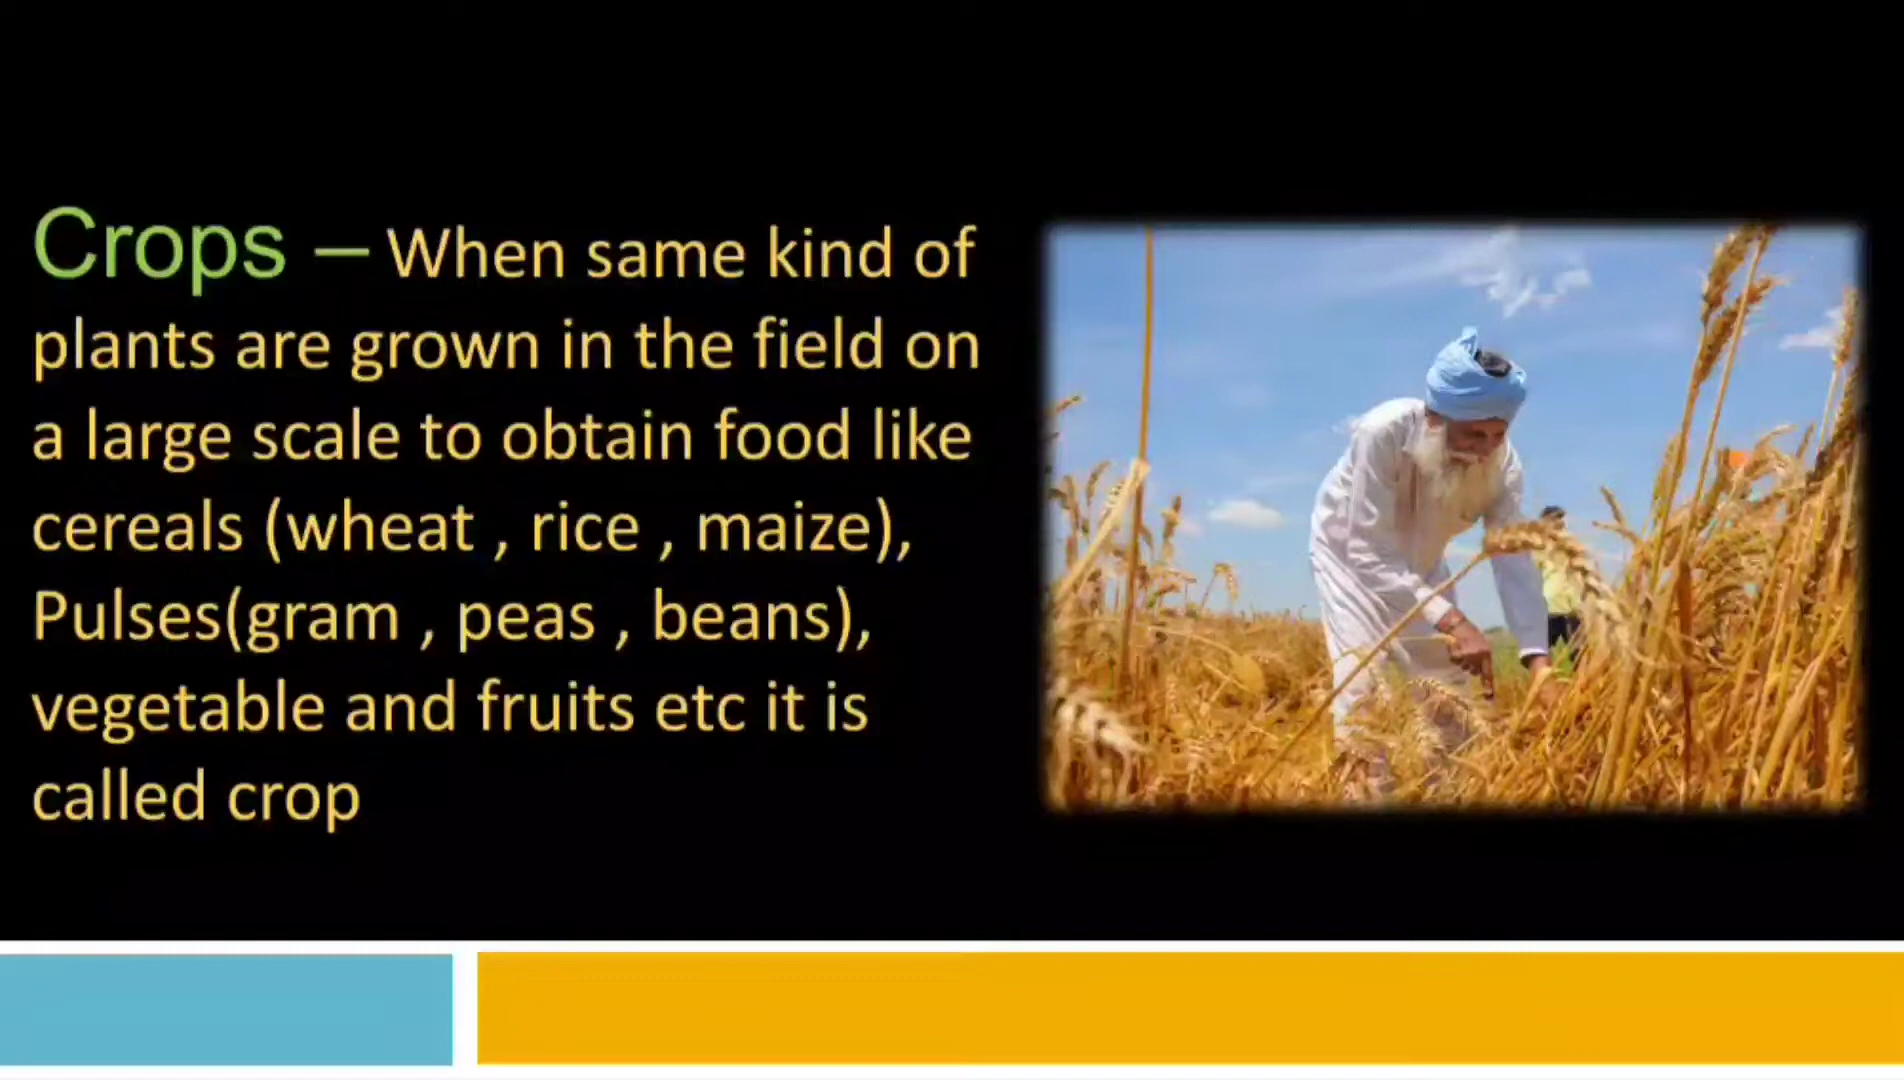 Crops – When same kind of
plants are grown in the field on
a large scale to obtain food like
cereals (wheat , rice , maize),
Pulses(gram , peas , beans),
vegetable and fruits etc it is
called crop